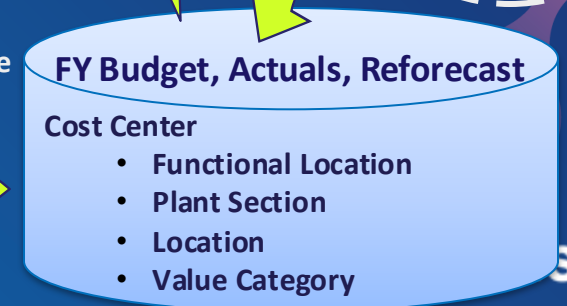 e
FY Budget, Actuals, Reforecast
Cost Center
• Functional Location
• Plant Section
• Location
• Value Category
s